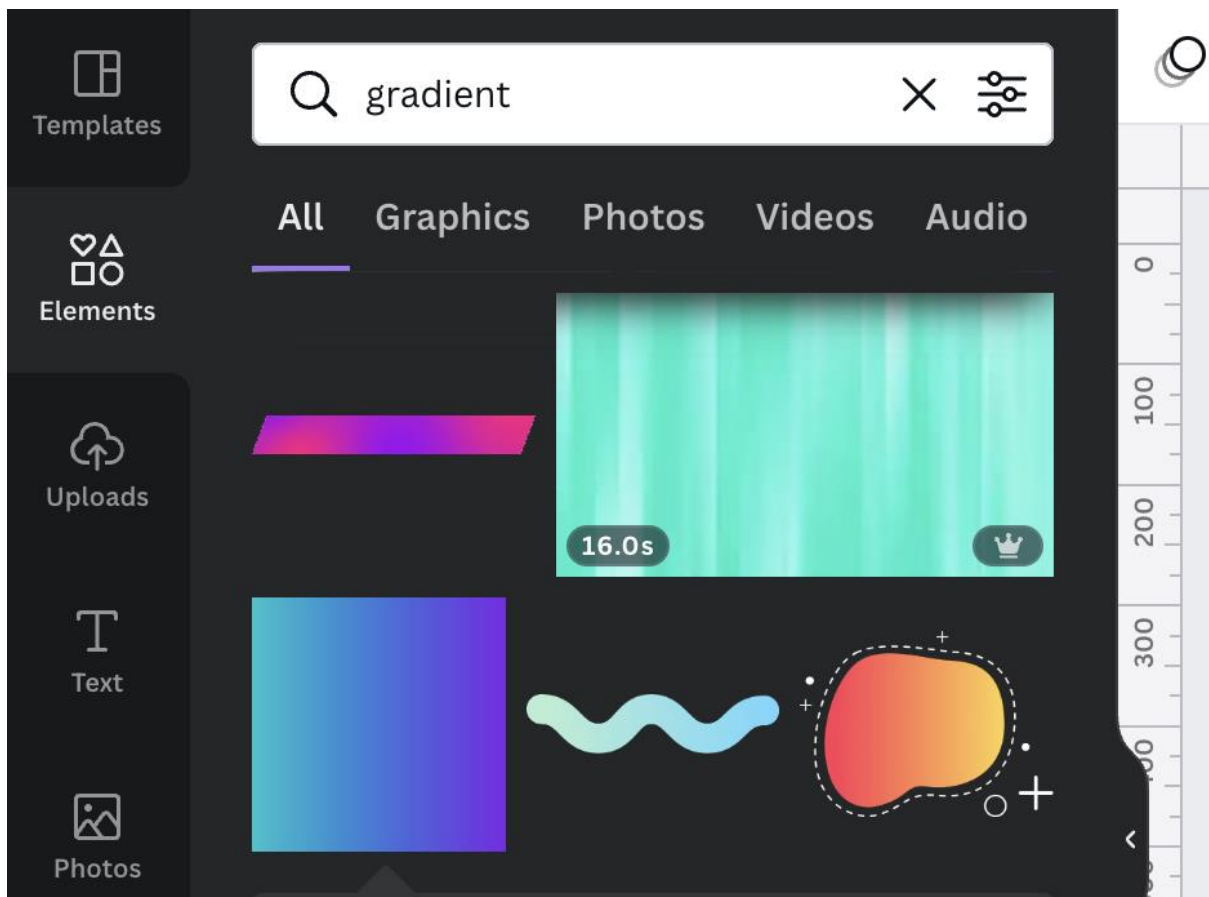 gradient
Templates
All Graphics Photos Videos Audio
Elements
Uploads
16.0s
Text
Photos
0
100
200
300